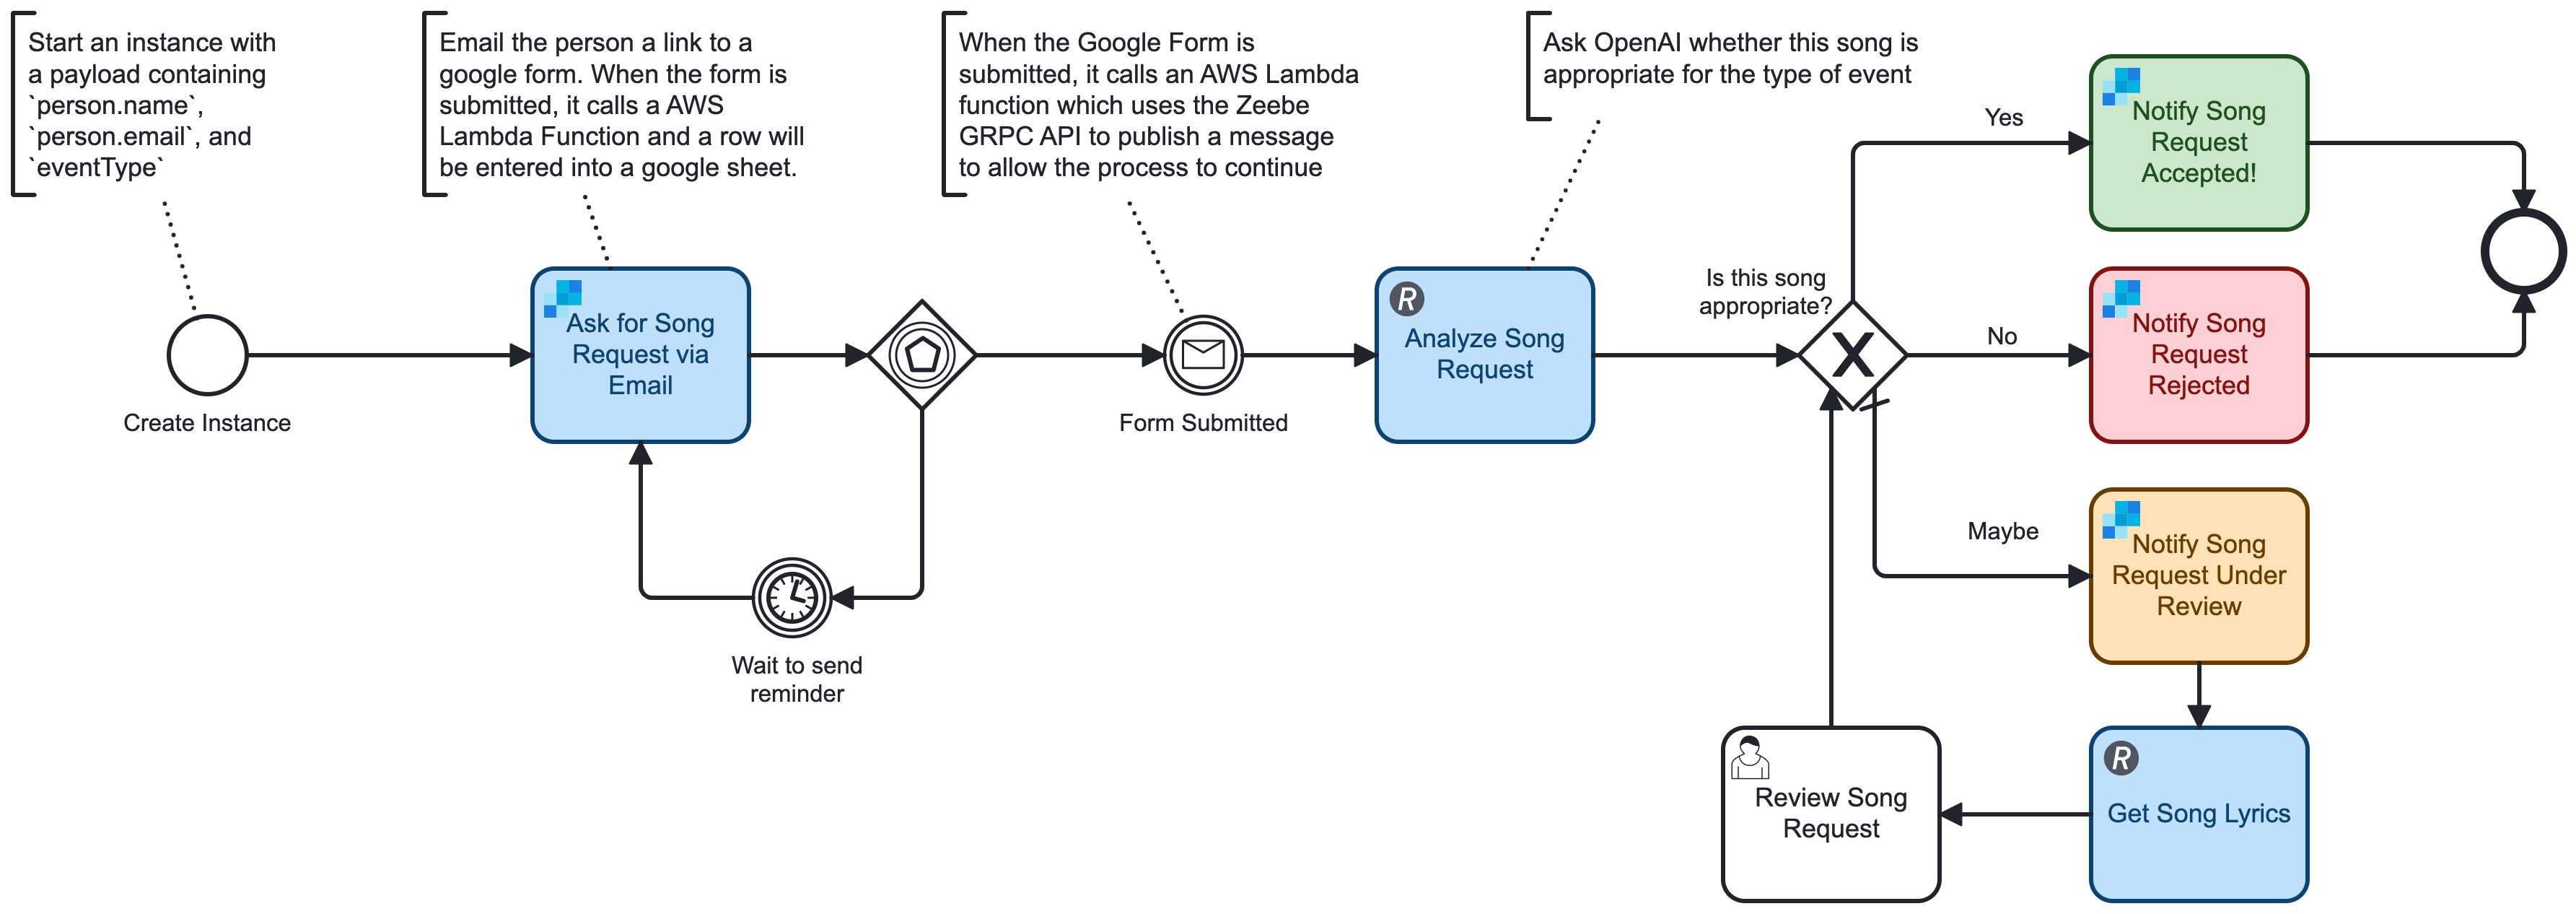 Start an instance with
a payload containing
`person.name`,
`person.email`, and
`eventType`
Email the person a link to a
google form. When the form is
submitted, it calls a AWS
Lambda Function and a row will
be entered into a google sheet.
When the Google Form is
submitted, it calls an AWS Lambda
function which uses the Zeebe
GRPC API to publish a message
to allow the process to continue
Ask OpenAI whether this song is
appropriate for the type of event
Create Instance
Ask for Song
Request via
Email
Wait to send
reminder
Form Submitted
R
Analyze Song
Request
Is this song
appropriate?
X
Yes
Notify Song
Request
Accepted!
No
Notify Song
Request
Rejected
Maybe
Notify Song
Request Under
Review
R
Get Song Lyrics
Review Song
Request